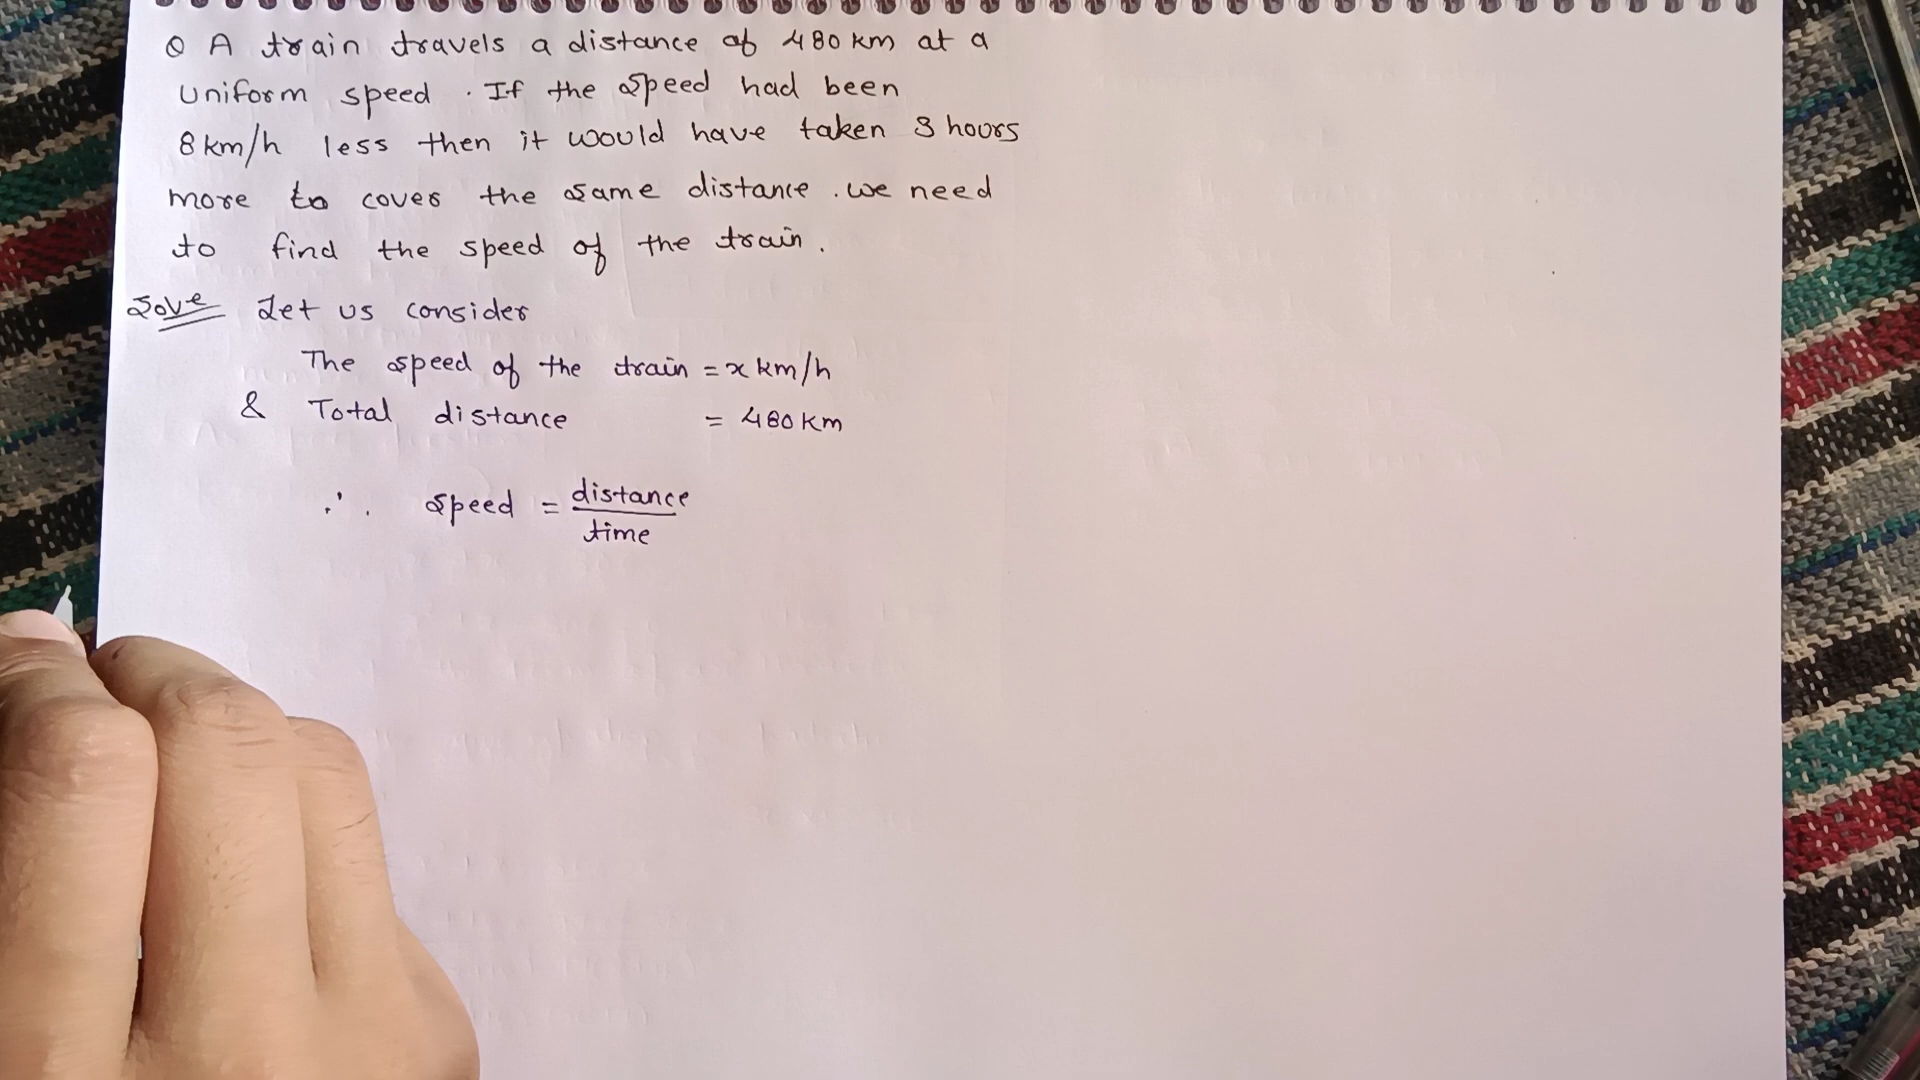 Q A train travels a distance of 480 km at a
uniform speed . If the speed had been
8 km/h less then it would have taken 3 hours
more to cover the same distance . we need
to find the speed of the train .
Solve Let us consider
The speed of the train = x km/h
& Total distance = 480 km
∴ speed = distance
time